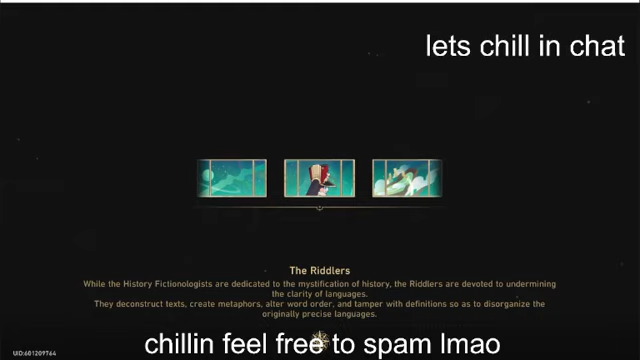 lets chill in chat
The Riddlers
While the History Fictionologists are dedicated to the mystification of history, the Riddlers are devoted to undermining
the clarity of languages.
They deconstruct texts, create metaphors, alter word order, and tamper with definitions so as to disorganize the
originally precise languages.
chillin feel free to spam lmao
UID:601209764